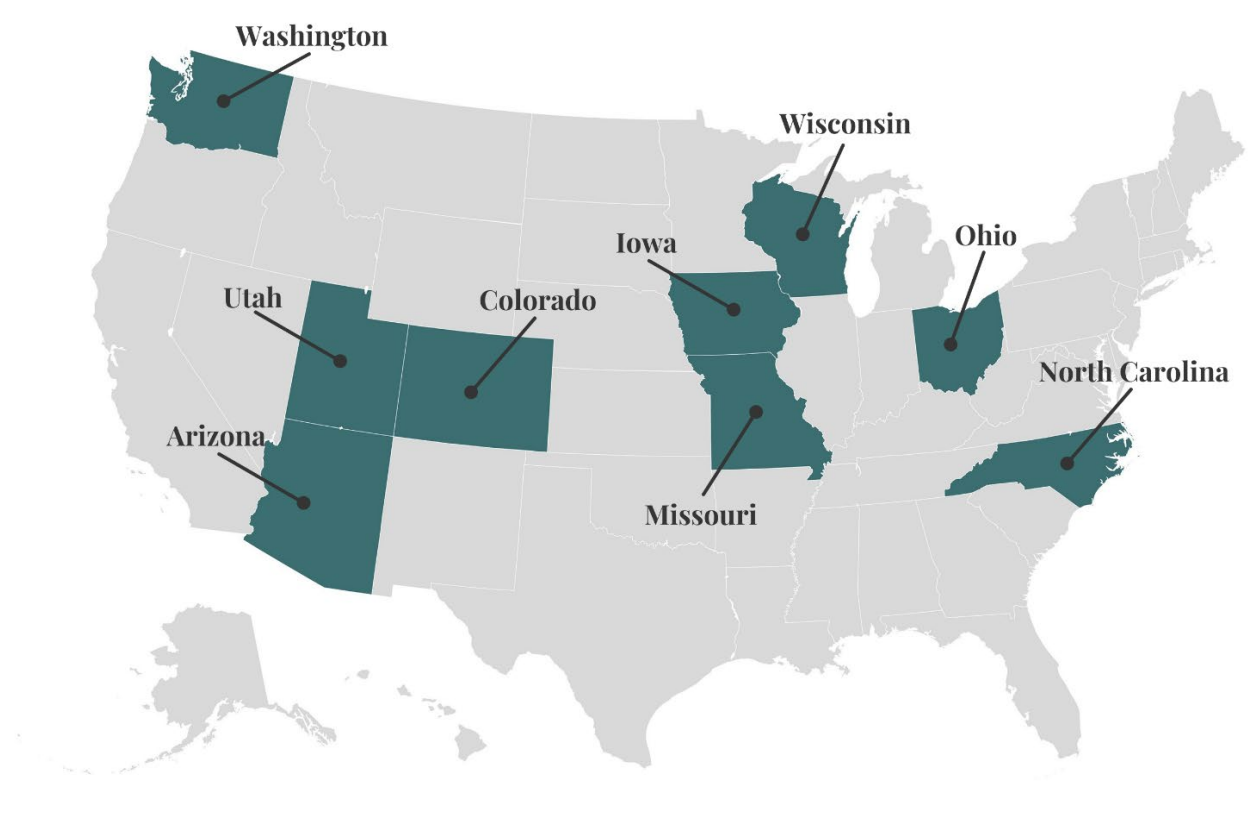 Washington
Wisconsin
Iowa
Ohio
Utah
Colorado
North Carolina
Arizona
Missouri